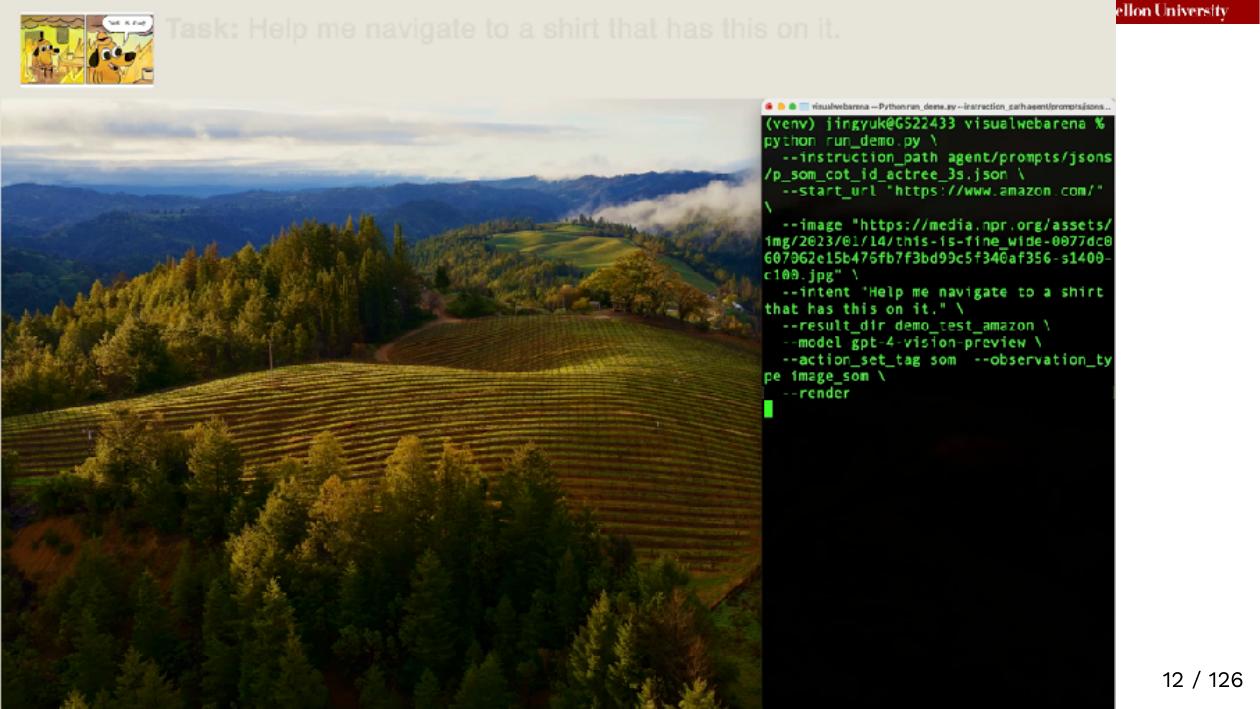 ellon University
Task: Help me navigate to a shirt that has this on it.
visualwebarena — Python run_demo.py --instruction_path agent/prompts/jsons...
(venv) jingyuk@GS22433 visualwebarena %
python run_demo.py \
--instruction_path agent/prompts/jsons
/p_som_cot_id_actree_3s.json \
--start_url "https://www.amazon.com/"
\
--image "https://media.npr.org/assets/
img/2023/01/14/this-is-fine_wide-0077dc0
607062e15b476fb7f3bd99c5f340af356-s1400-
c100.jpg" \
--intent "Help me navigate to a shirt
that has this on it." \
--result_dir demo_test_amazon \
--model gpt-4-vision-preview \
--action_set_tag som --observation_ty
pe image_som \
--render
12 / 126